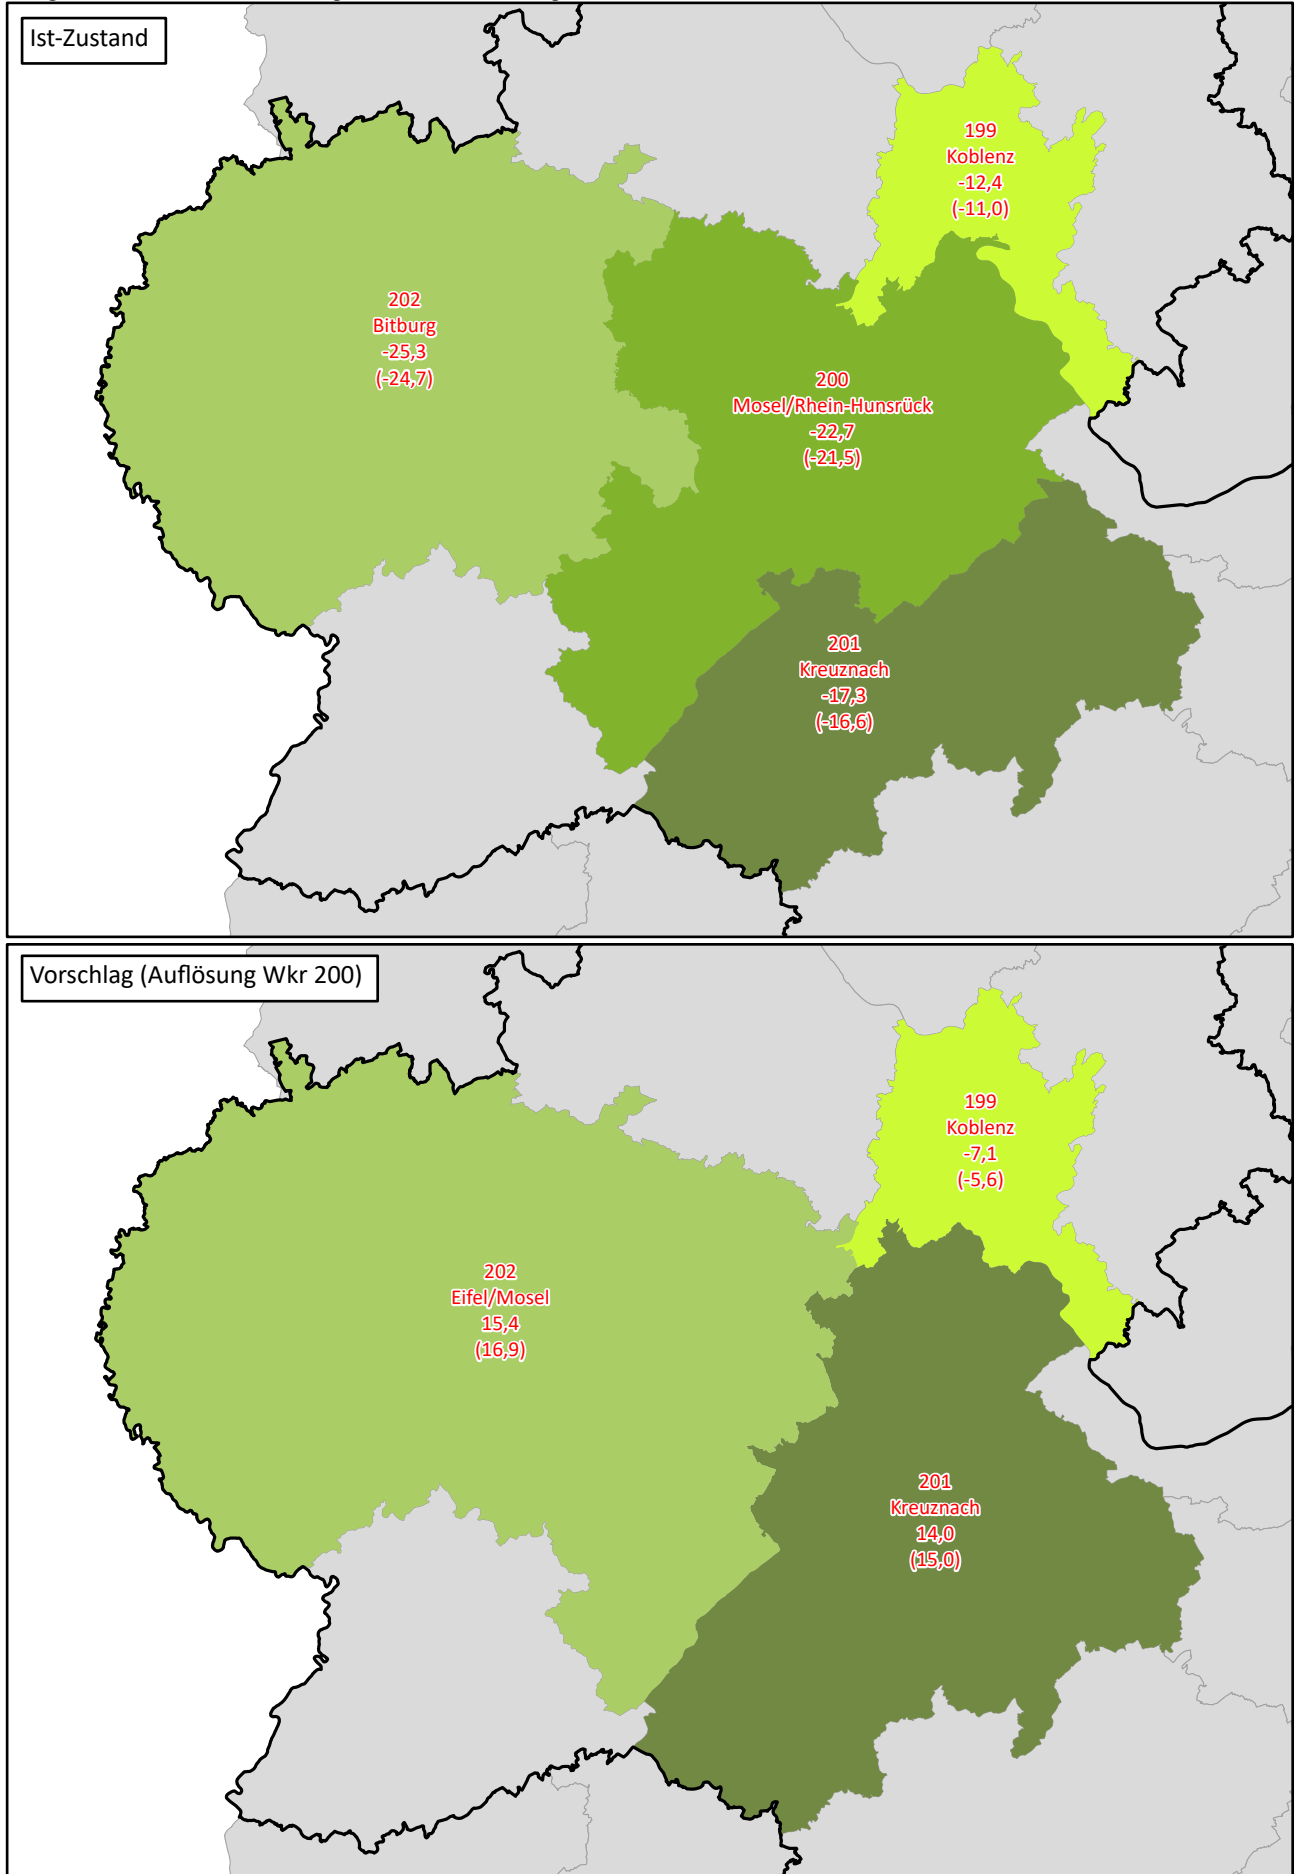 Ist-Zustand
199
Koblenz
-12,4
(-11,0)
202
Bitburg
-25,3
(-24,7)
200
Mosel/Rhein-Hunsrück
-22,7
(-21,5)
201
Kreuznach
-17,3
(-16,6)
Vorschlag (Auflösung Wkr 200)
199
Koblenz
-7,1
(-5,6)
202
Eifel/Mosel
15,4
(16,9)
201
Kreuznach
14,0
(15,0)